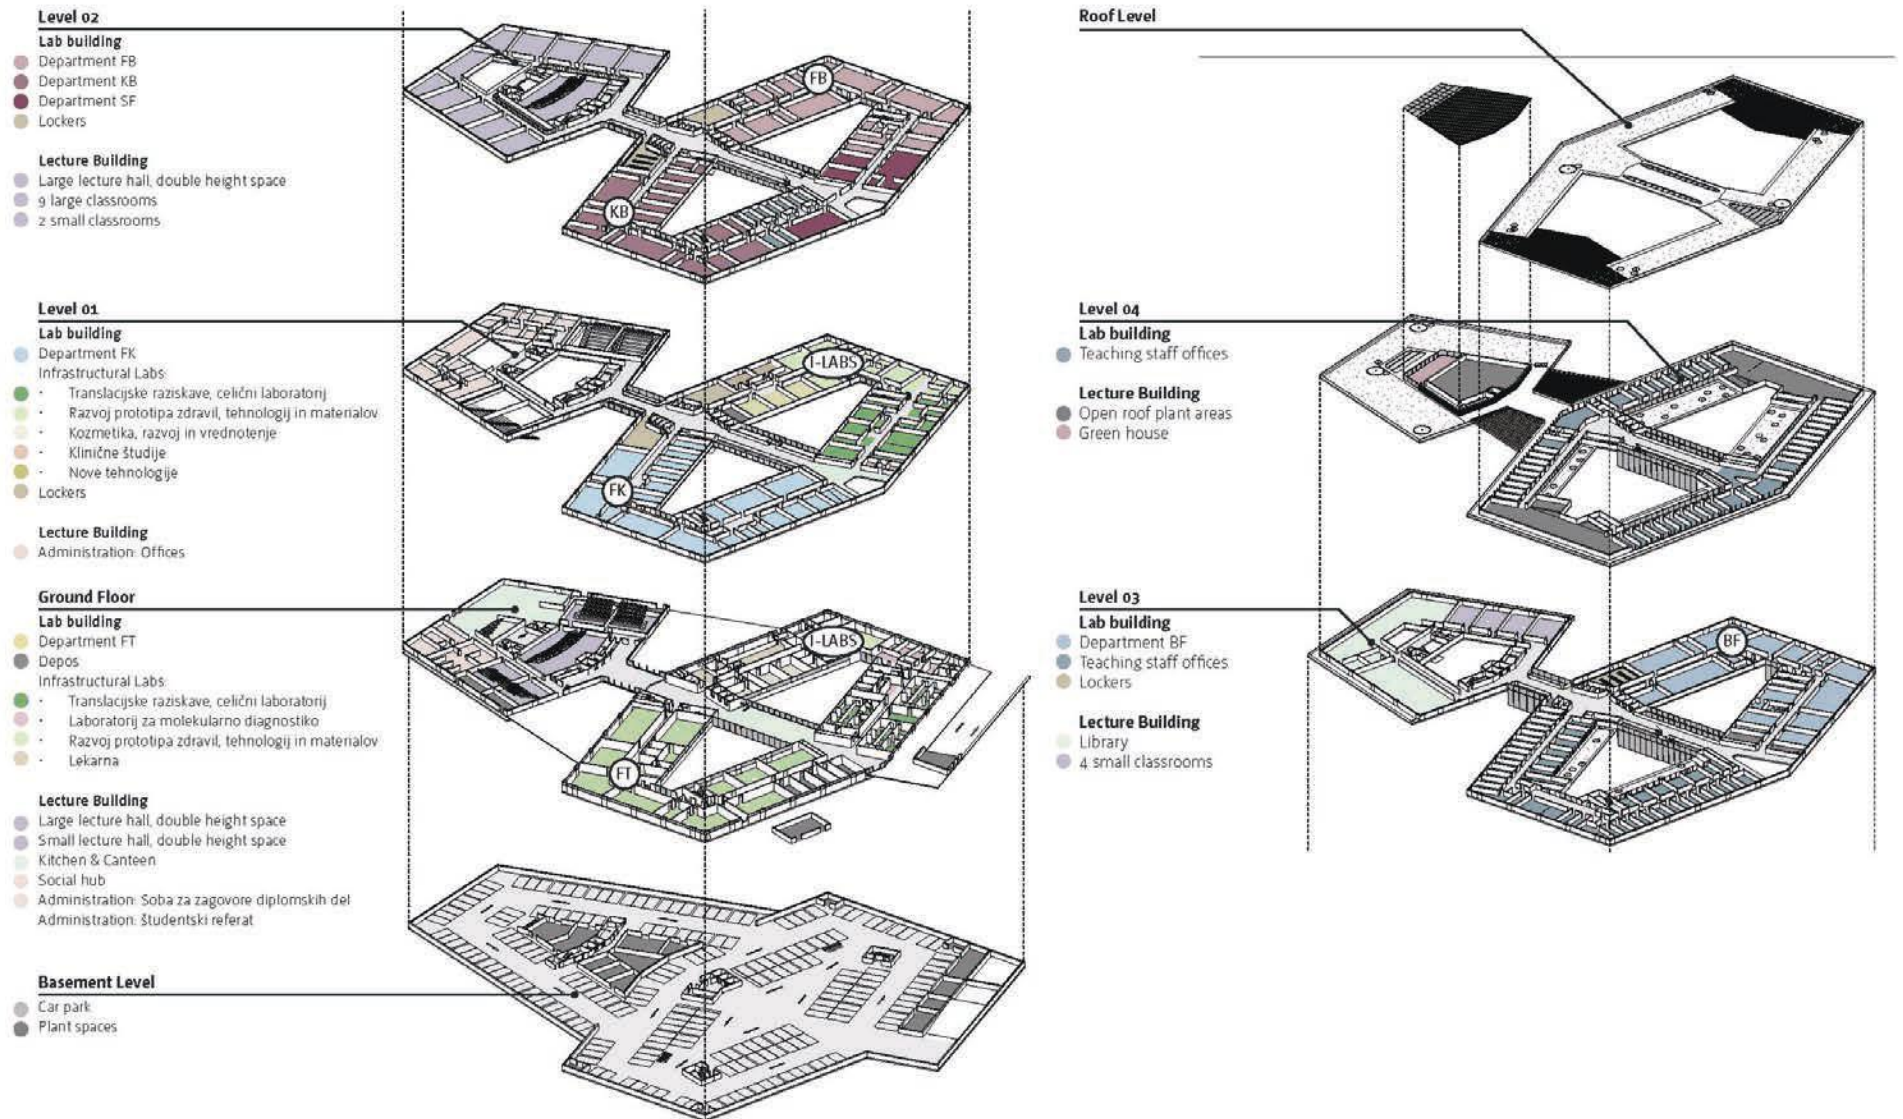 Level 02
Lab building
Department FB
Department KB
Department SF
Lockers
Lecture Building
Large lecture hall, double height space
9 large classrooms
2 small classrooms
FB
KB
Level 01
Lab building
Department FK
Infrastructural Labs:
· Translacijske raziskave, celični laboratorij
· Razvoj prototipa zdravil, tehnologij in materialov
· Kozmetika, razvoj in vrednotenje
· Klinične študije
· Nove tehnologije
Lockers
Lecture Building
Administration: Offices
I-LABS
FK
Ground Floor
Lab building
Department FT
Depos
Infrastructural Labs:
· Translacijske raziskave, celični laboratorij
· Laboratorij za molekularno diagnostiko
· Razvoj prototipa zdravil, tehnologij in materialov
· Lekarna
Lecture Building
Large lecture hall, double height space
Small lecture hall, double height space
Kitchen & Canteen
Social hub
Administration: Soba za zagovore diplomskih del
Administration: študentski referat
I-LABS
FT
Basement Level
Car park
Plant spaces
Roof Level
Level 04
Lab building
Teaching staff offices
Lecture Building
Open roof plant areas
Green house
Level 03
Lab building
Department BF
Teaching staff offices
Lockers
Lecture Building
Library
4 small classrooms
BF